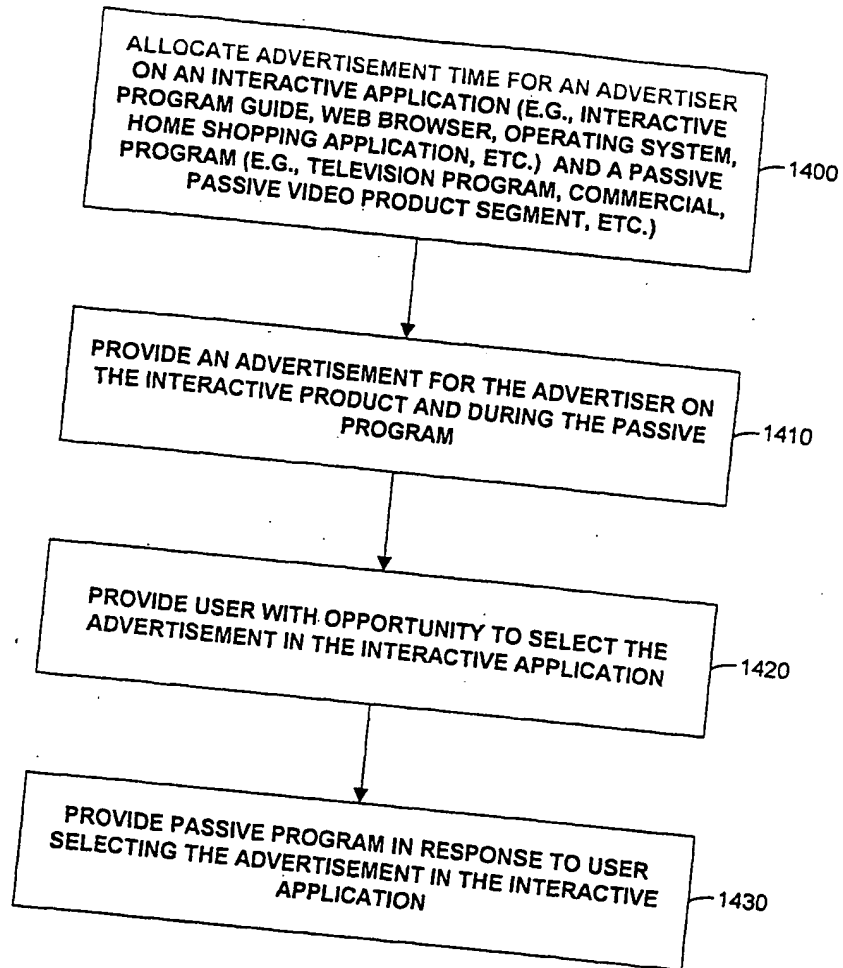 ALLOCATE ADVERTISEMENT TIME FOR AN ADVERTISER
ON AN INTERACTIVE APPLICATION (E.G., INTERACTIVE
PROGRAM GUIDE, WEB BROWSER, OPERATING SYSTEM,
HOME SHOPPING APPLICATION, ETC.) AND A PASSIVE
PROGRAM (E.G., TELEVISION PROGRAM, COMMERCIAL,
PASSIVE VIDEO PRODUCT SEGMENT, ETC.)
1400
PROVIDE AN ADVERTISEMENT FOR THE ADVERTISER ON
THE INTERACTIVE PRODUCT AND DURING THE PASSIVE
PROGRAM
1410
PROVIDE USER WITH OPPORTUNITY TO SELECT THE
ADVERTISEMENT IN THE INTERACTIVE APPLICATION
1420
PROVIDE PASSIVE PROGRAM IN RESPONSE TO USER
SELECTING THE ADVERTISEMENT IN THE INTERACTIVE
APPLICATION
1430